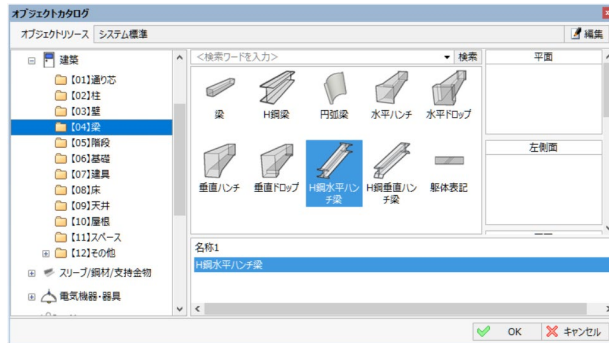 オブジェクトカタログ
オブジェクトリソース システム標準 編集
建築
【01】通り芯
【02】柱
【03】壁
【04】梁
【05】階段
【06】基礎
【07】建具
【08】床
【09】天井
【10】屋根
【11】スペース
【12】その他
スリーブ/鋼材/支持金物
電気機器・器具
<検索ワードを入力> 検索
梁 H鋼梁 円弧梁 水平ハンチ 水平ドロップ
垂直ハンチ 垂直ドロップ H鋼水平ハン H鋼垂直ハン 躯体表記
チ梁 チ梁
名称1
H鋼水平ハンチ梁
平面
左側面
OK キャンセル